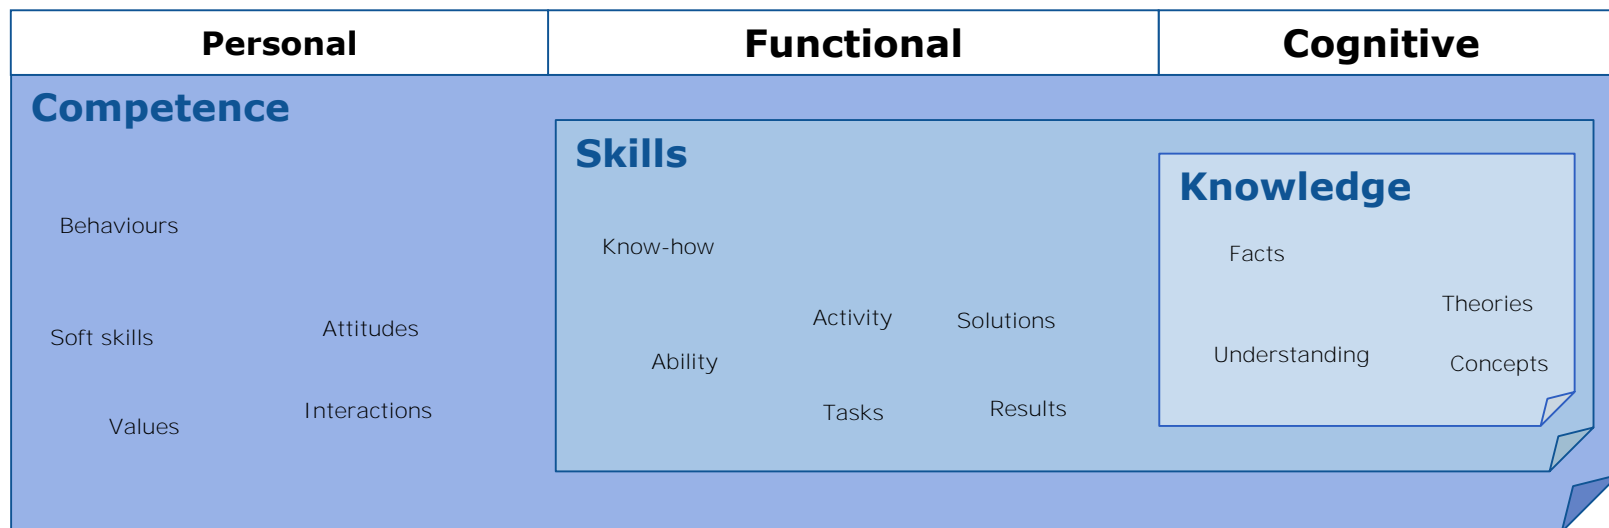 Personal
Functional
Cognitive
Competence
Behaviours
Soft skills
Attitudes
Values
Interactions
Skills
Know-how
Activity
Solutions
Ability
Tasks
Results
Knowledge
Facts
Theories
Understanding
Concepts